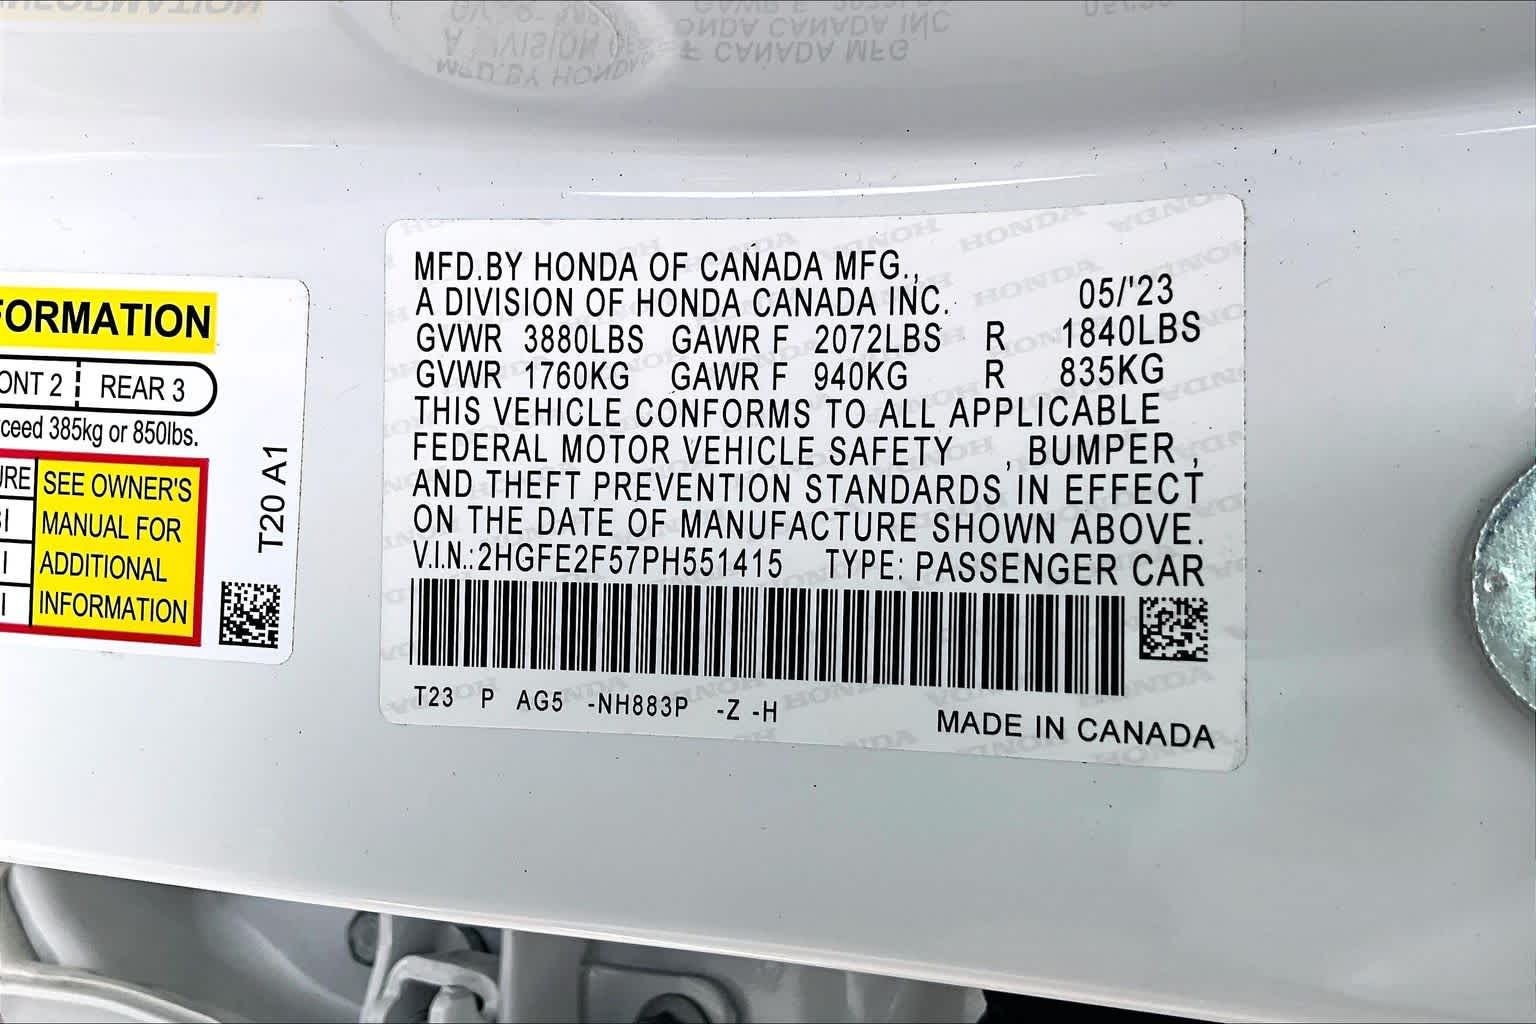 FORMATION
ONT 2 REAR 3
ceed 385kg or 850lbs.
URE
SEE OWNER'S
MANUAL FOR
ADDITIONAL
INFORMATION
T20 A1
MFD.BY HONDA OF CANADA MFG.,
A DIVISION OF HONDA CANADA INC. 05/'23
GVWR 3880LBS GAWR F 2072LBS R 1840LBS
GVWR 1760KG GAWR F 940KG R 835KG
THIS VEHICLE CONFORMS TO ALL APPLICABLE
FEDERAL MOTOR VEHICLE SAFETY , BUMPER ,
AND THEFT PREVENTION STANDARDS IN EFFECT
ON THE DATE OF MANUFACTURE SHOWN ABOVE.
V.I.N.:2HGFE2F57PH551415 TYPE: PASSENGER CAR
T23 P AG5 -NH883P -Z -H
MADE IN CANADA